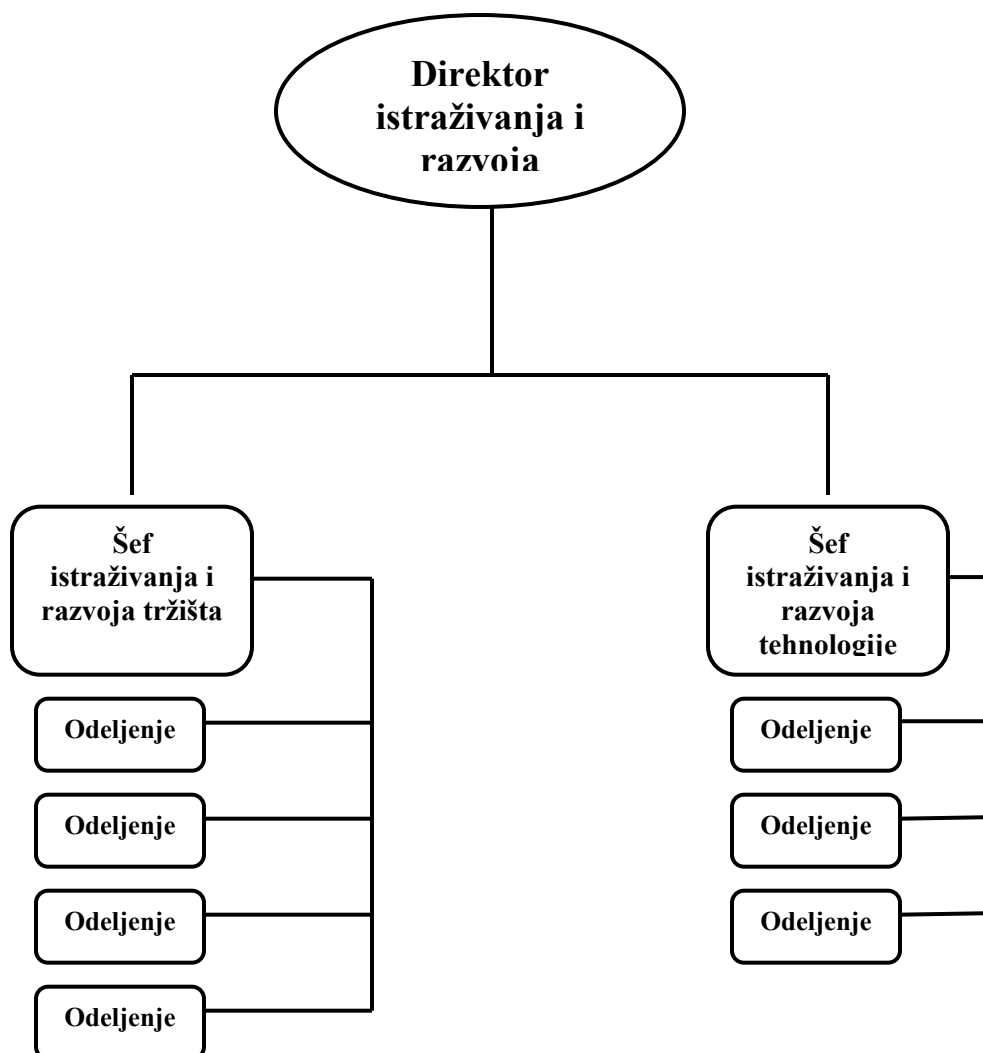 Direktor
istraživanja i
razvoja
Šef
istraživanja i
razvoja tržišta
Šef
istraživanja i
razvoja
tehnologije
Odeljenje
Odeljenje
Odeljenje
Odeljenje
Odeljenje
Odeljenje
Odeljenje